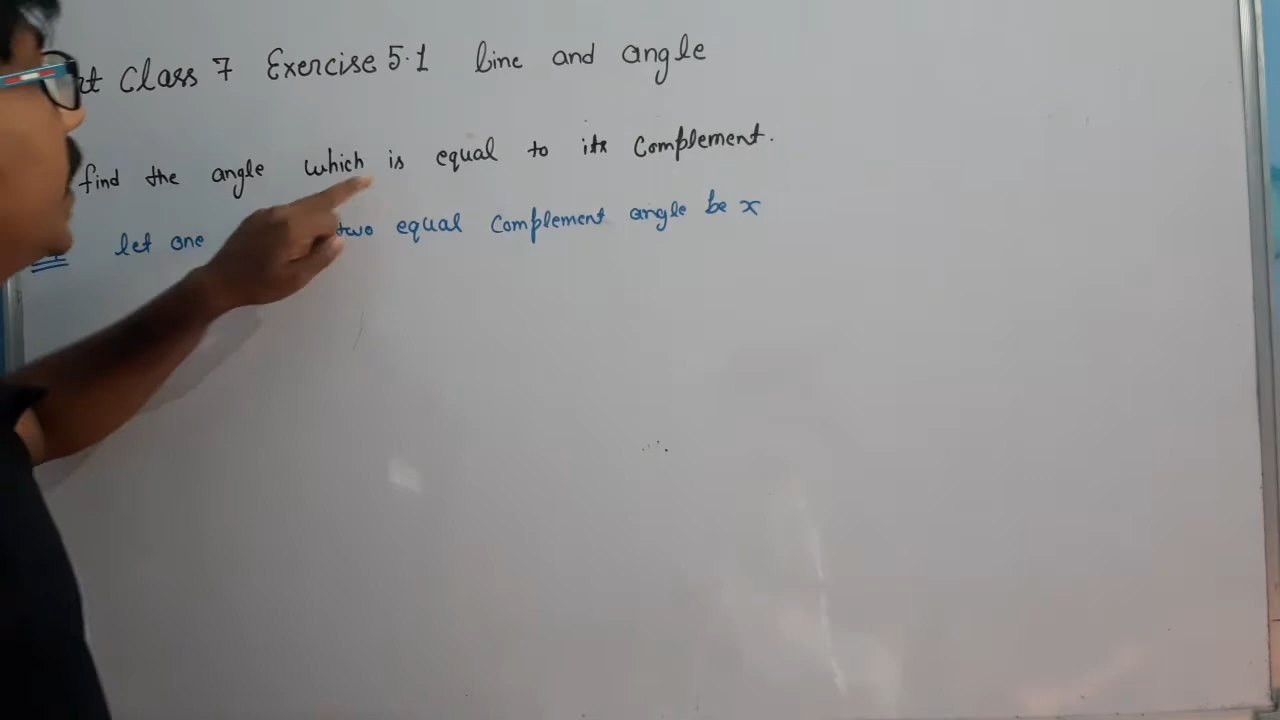 Class 7 Exercise 5.1 line and angle
find the angle which is equal to its complement.
let one two equal complement angle be x